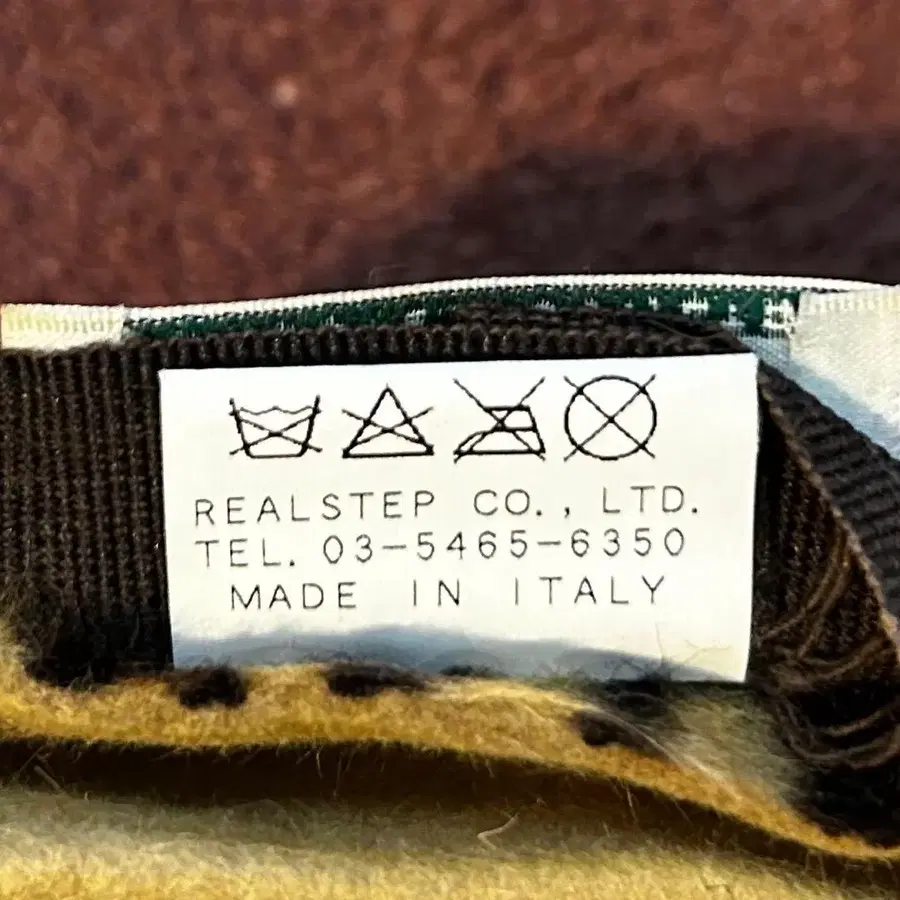 REALSTEP CO., LTD.
TEL. 03-5465-6350
MADE IN ITALY